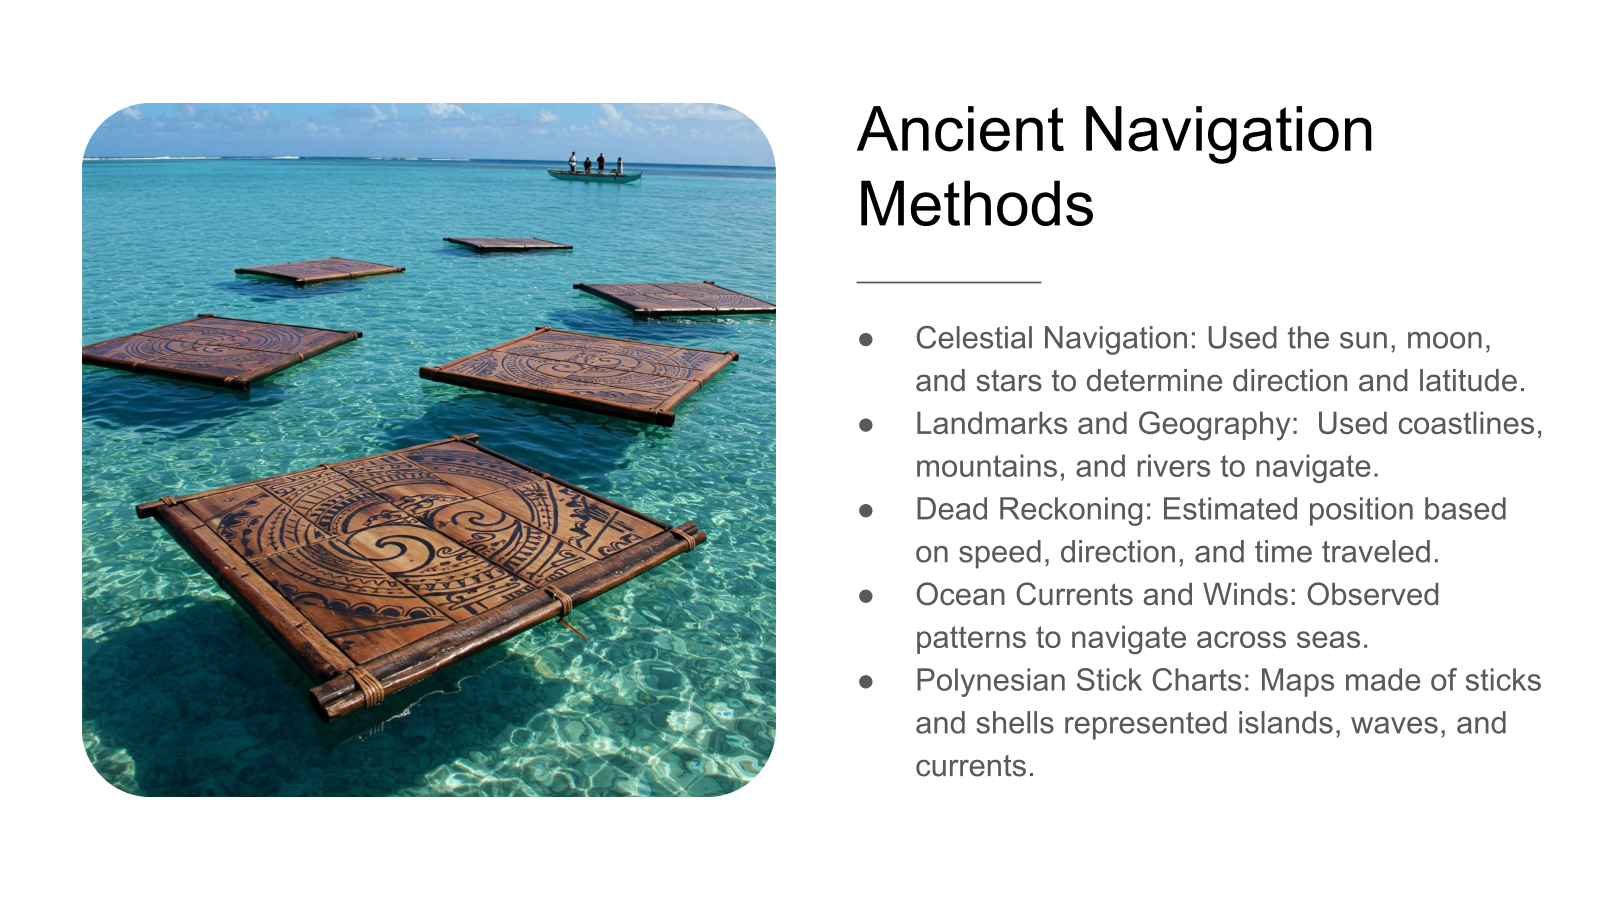 Ancient Navigation
Methods
● Celestial Navigation: Used the sun, moon,
and stars to determine direction and latitude.
● Landmarks and Geography:  Used coastlines,
mountains, and rivers to navigate.
● Dead Reckoning: Estimated position based
on speed, direction, and time traveled.
● Ocean Currents and Winds: Observed
patterns to navigate across seas.
● Polynesian Stick Charts: Maps made of sticks
and shells represented islands, waves, and
currents.